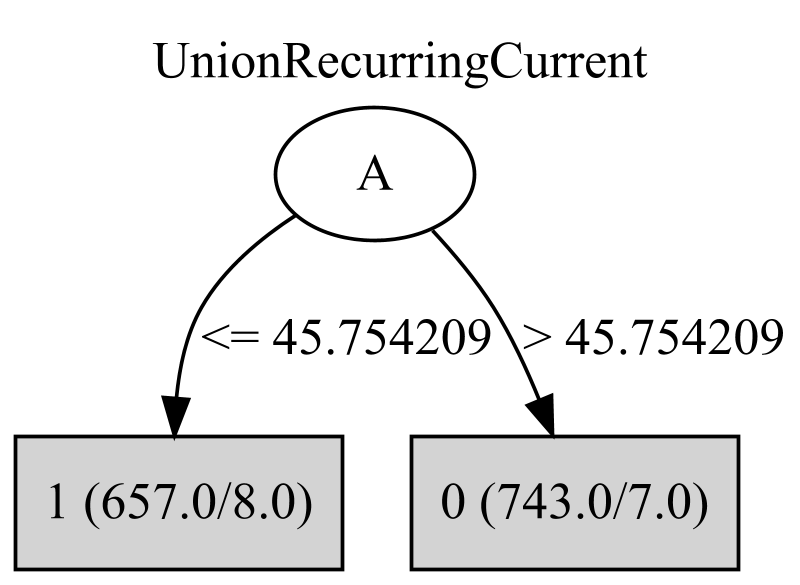 UnionRecurringCurrent
A
<= 45.754209
> 45.754209
1 (657.0/8.0)
0 (743.0/7.0)